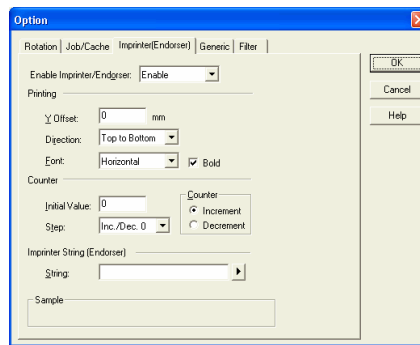 Option
Rotation Job/Cache Imprinter(Endorser) Generic Filter
OK
Enable Imprinter/Endorser: Enable
Cancel
Printing
Help
Y Offset: 0 mm
Direction: Top to Bottom
Font: Horizontal Bold
Counter
Counter
Initial Value: 0
Increment
Step: Inc./Dec. 0
Decrement
Imprinter String (Endorser)
String:
Sample